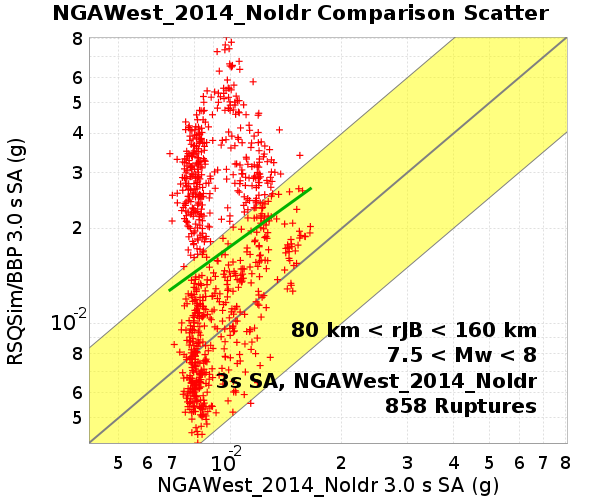 NGAWest_2014_NoIdr Comparison Scatter
8
6
5
4
3
2
10-2
8
6
5
RSQSim/BBP 3.0 s SA (g)
80 km < rJB < 160 km
7.5 < Mw < 8
3s SA, NGAWest_2014_NoIdr
858 Ruptures
5 6 7 10-2 2 3 4 5 6 7 8
NGAWest_2014_NoIdr 3.0 s SA (g)